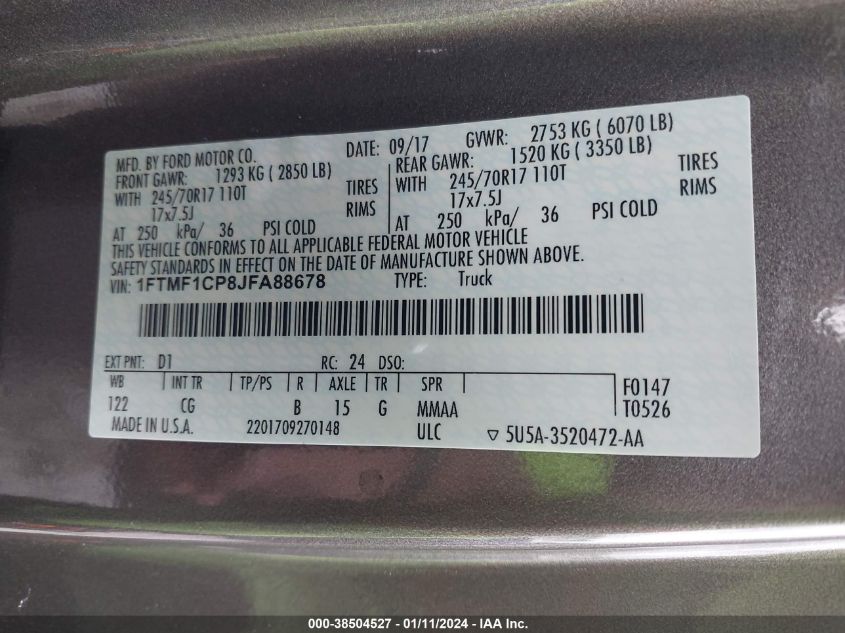 MFD. BY FORD MOTOR CO. DATE: 09/17 GVWR: 2753 KG ( 6070 LB)
FRONT GAWR: 1293 KG ( 2850 LB) REAR GAWR: 1520 KG ( 3350 LB)
WITH 245/70R17 110T TIRES WITH 245/70R17 110T TIRES
17x7.5J RIMS 17x7.5J RIMS
AT 250 kPa/ 36 PSI COLD AT 250 kPa/ 36 PSI COLD
THIS VEHICLE CONFORMS TO ALL APPLICABLE FEDERAL MOTOR VEHICLE
SAFETY STANDARDS IN EFFECT ON THE DATE OF MANUFACTURE SHOWN ABOVE.
VIN: 1FTMF1CP8JFA88678 TYPE: Truck
EXT PNT: D1 RC: 24 DSO:
WB INT TR TP/PS R AXLE TR SPR F0147
122 CG B 15 G MMAA T0526
MADE IN U.S.A. 2201709270148 ULC ▽ 5U5A-3520472-AA
000-38504527 - 01/11/2024 - IAA Inc.